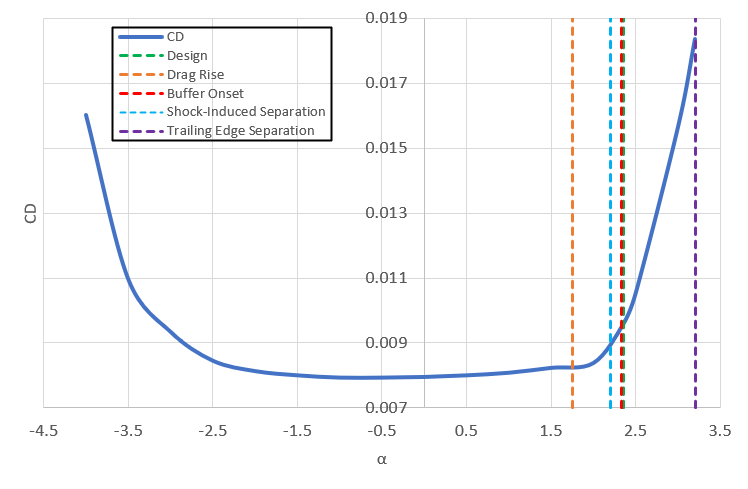 0.019
CD
Design
Drag Rise
Buffer Onset
Shock-Induced Separation
Trailing Edge Separation
0.017
0.015
0.013
CD
0.011
0.009
0.007
-4.5 -3.5 -2.5 -1.5 -0.5 0.5 1.5 2.5 3.5
α